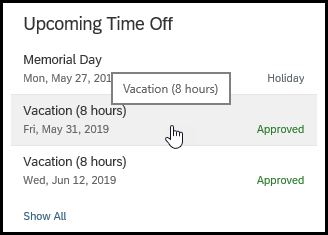 Upcoming Time Off
Memorial Day
Mon, May 27, 201
Holiday
Vacation (8 hours)
Vacation (8 hours)
Fri, May 31, 2019
Approved
Vacation (8 hours)
Wed, Jun 12, 2019
Approved
Show All